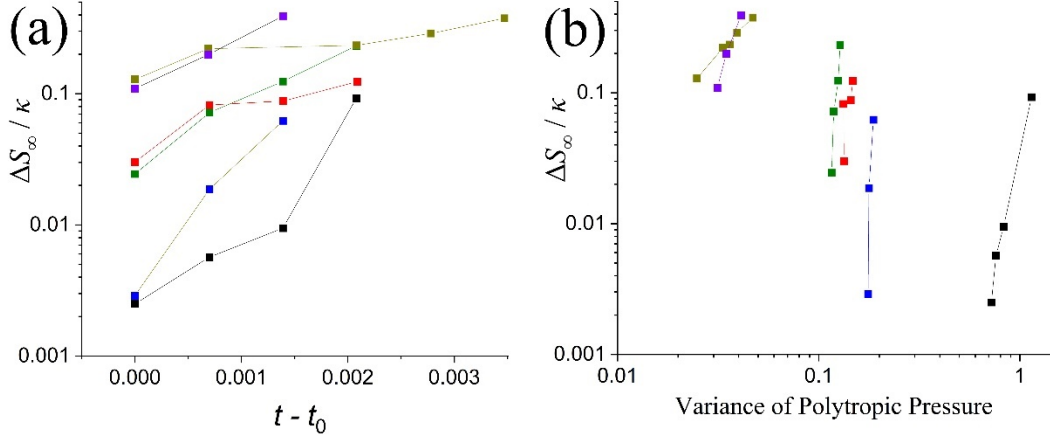 (a)
0.1
0.01
0.001
ΔS∞ / κ
0.000
0.001
0.002
0.003
t - t0
(b)
0.1
0.01
0.001
ΔS∞ / κ
0.01
0.1
1
Variance of Polytropic Pressure